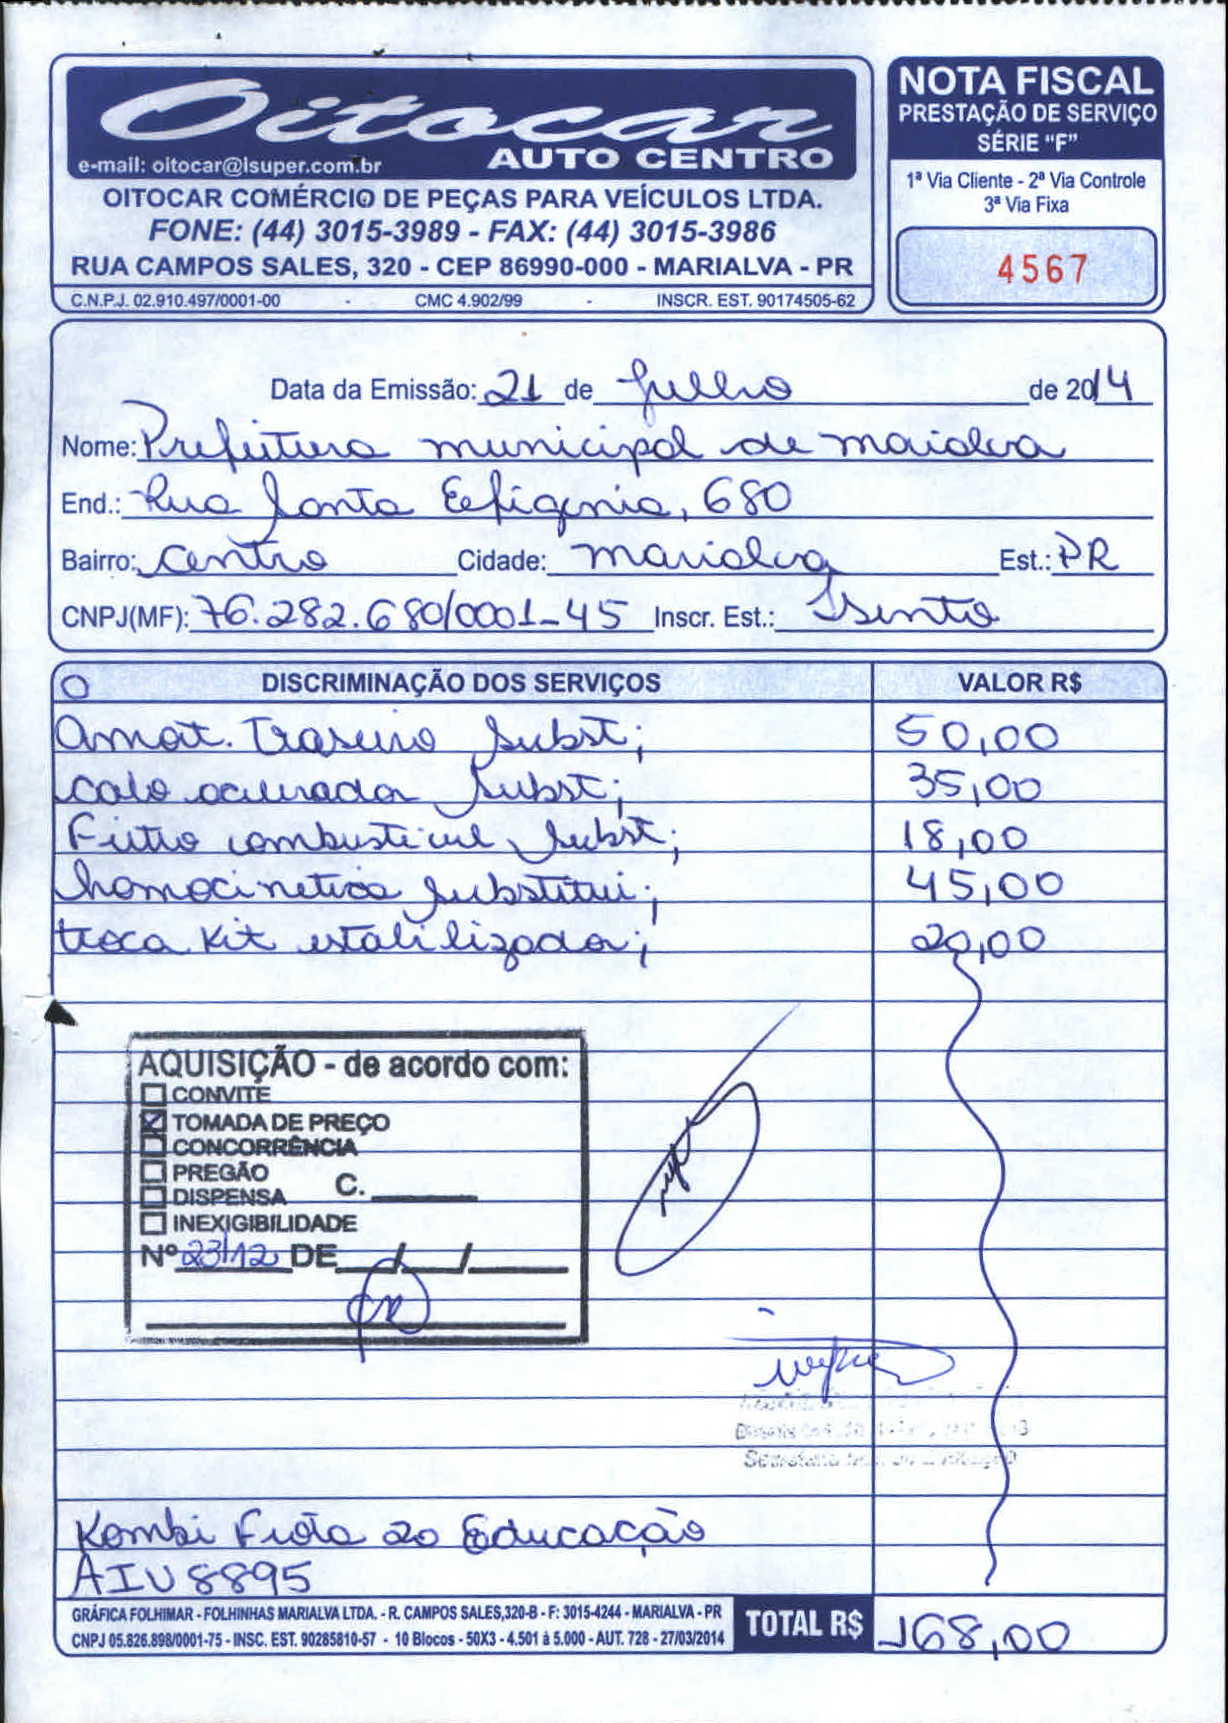 Oitocar
AUTO CENTRO
e-mail: oitocar@isuper.com.br
OITOCAR COMÉRCIO DE PEÇAS PARA VEÍCULOS LTDA.
FONE: (44) 3015-3989 - FAX: (44) 3015-3986
RUA CAMPOS SALES, 320 - CEP 86990-000 - MARIALVA - PR
C.N.P.J. 02.910.497/0001-00 - CMC 4.902/99 - INSCR. EST. 90174505-62
NOTA FISCAL
PRESTAÇÃO DE SERVIÇO
SÉRIE “F”
1ª Via Cliente - 2ª Via Controle
3ª Via Fixa
4567
Data da Emissão: 21 de Julho de 2014
Nome: Prefeitura municipal de maialva
End.: Rua Santa Eefigenia, 680
Bairro: Centro Cidade: marialva Est.: PR
CNPJ(MF): 76.282.680/0001-45 Inscr. Est.: Isento
DISCRIMINAÇÃO DOS SERVIÇOS VALOR R$
Amot. Traseiro Subst; 50,00
cabo acelerador Subst; 35,00
Filtro combustivel Subst; 18,00
homocinetica substitui; 45,00
troca Kit estabilizador; 20,00
AQUISIÇÃO - de acordo com:
CONVITE
TOMADA DE PREÇO
CONCORRÊNCIA
PREGÃO
C.
DISPENSA
INEXIGIBILIDADE
Nº 23/12 DE / /
Kombi Frota da Educação
AIU 8895
GRÁFICA FOLHIMAR - FOLHINHAS MARIALVA LTDA. - R. CAMPOS SALES, 320-B - F: 3015-4244 - MARIALVA - PR
CNPJ 05.826.898/0001-75 - INSC. EST. 90285810-57 - 10 Blocos - 50X3 - 4.501 à 5.000 - AUT. 728 - 27/03/2014
TOTAL R$ 168,00